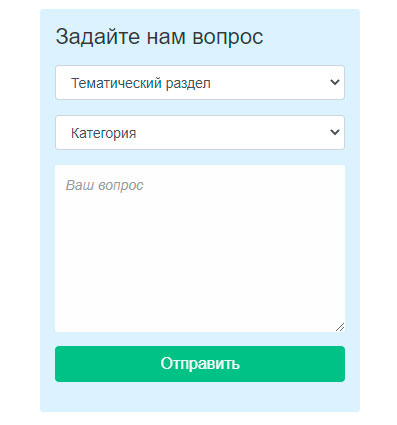 Задайте нам вопрос
Тематический раздел
Категория
Ваш вопрос
Отправить